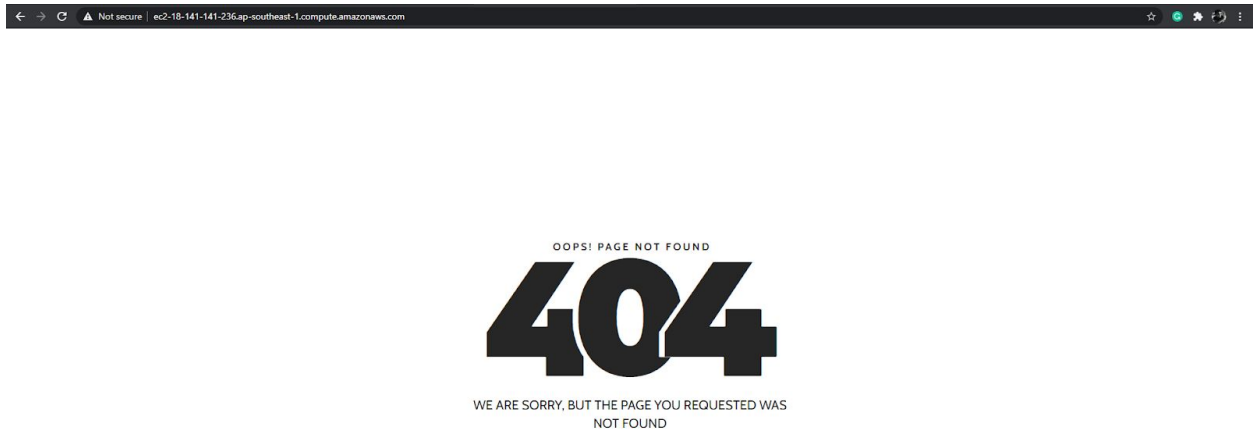 Not secure | ec2-18-141-141-236.ap-southeast-1.compute.amazonaws.com
OOPS! PAGE NOT FOUND
404
WE ARE SORRY, BUT THE PAGE YOU REQUESTED WAS
NOT FOUND